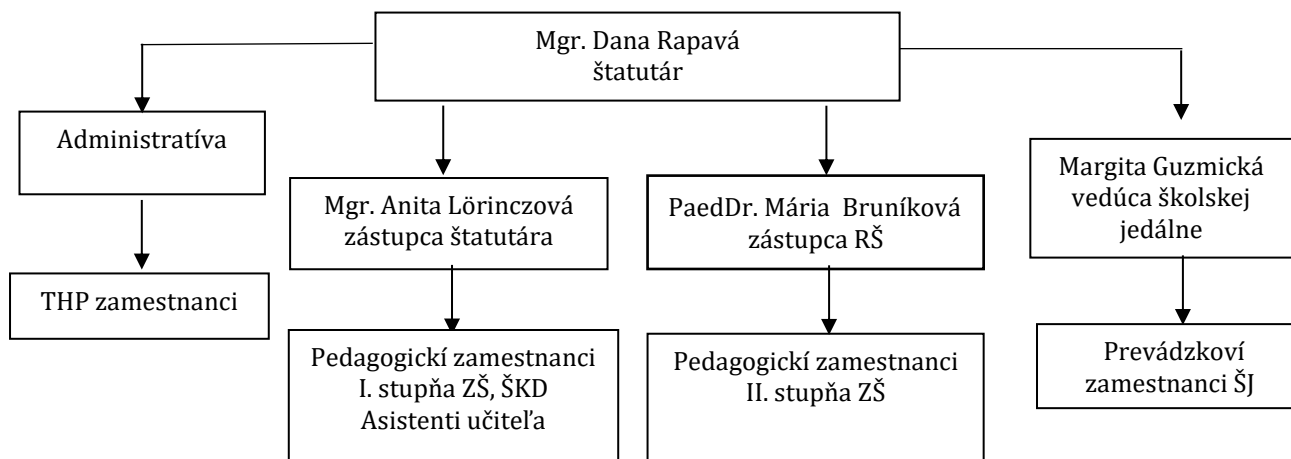 Mgr. Dana Rapavá
štatutár
Administratíva
Mgr. Anita Lörinczová
zástupca štatutára
PaedDr. Mária  Bruníková
zástupca RŠ
Margita Guzmická
vedúca školskej
jedálne
THP zamestnanci
Pedagogickí zamestnanci
I. stupňa ZŠ, ŠKD
Asistenti učiteľa
Pedagogickí zamestnanci
II. stupňa ZŠ
Prevádzkoví
zamestnanci ŠJ